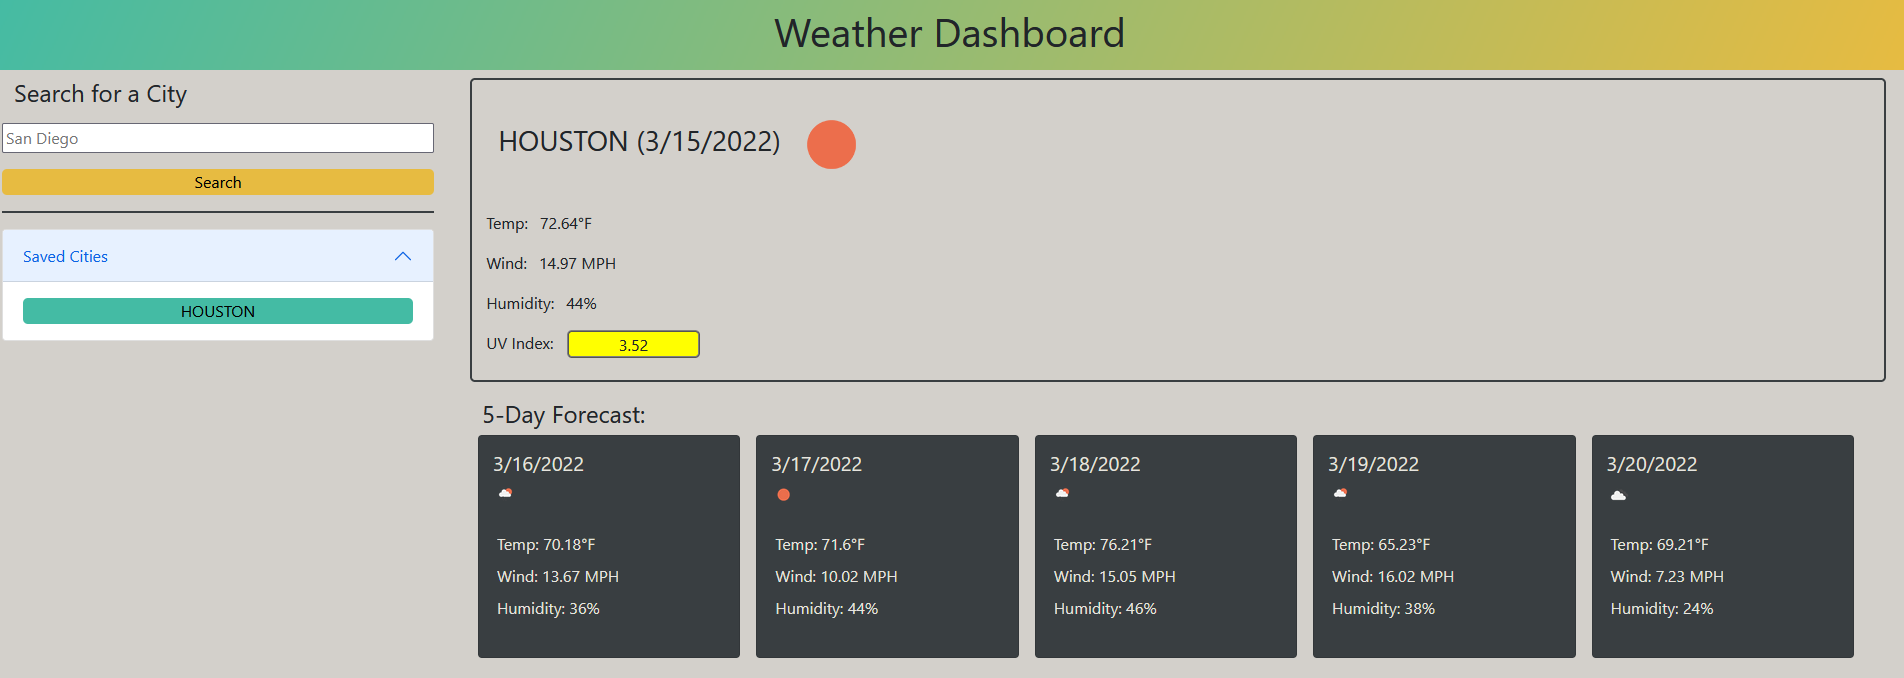 Weather Dashboard
Search for a City
San Diego
Search
Saved Cities
HOUSTON
HOUSTON (3/15/2022)
Temp: 72.64°F
Wind: 14.97 MPH
Humidity: 44%
UV Index: 3.52
5-Day Forecast:
3/16/2022
Temp: 70.18°F
Wind: 13.67 MPH
Humidity: 36%
3/17/2022
Temp: 71.6°F
Wind: 10.02 MPH
Humidity: 44%
3/18/2022
Temp: 76.21°F
Wind: 15.05 MPH
Humidity: 46%
3/19/2022
Temp: 65.23°F
Wind: 16.02 MPH
Humidity: 38%
3/20/2022
Temp: 69.21°F
Wind: 7.23 MPH
Humidity: 24%